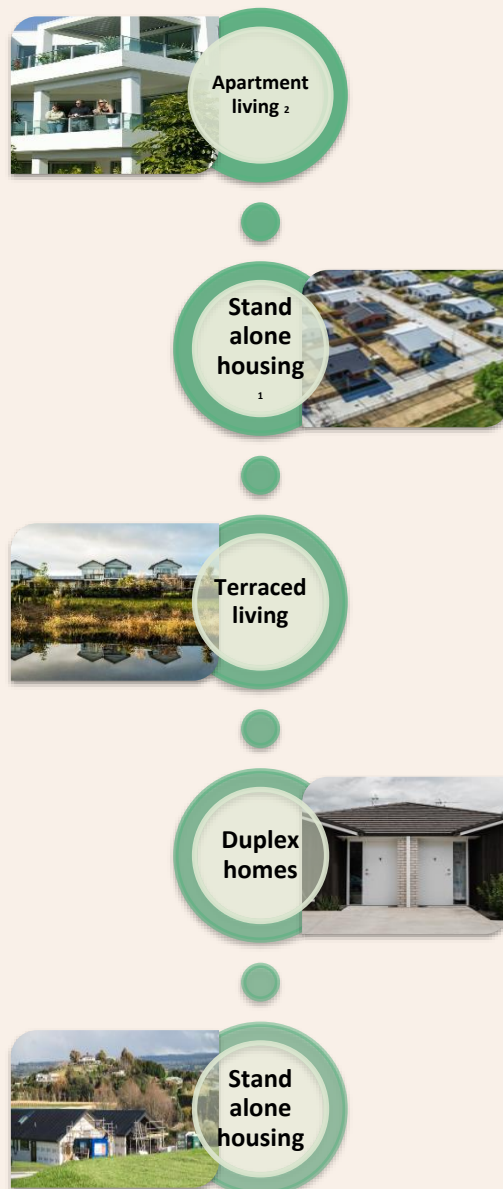 Apartment
living 2
Stand
alone
housing
1
Terraced
living
Duplex
homes
Stand
alone
housing